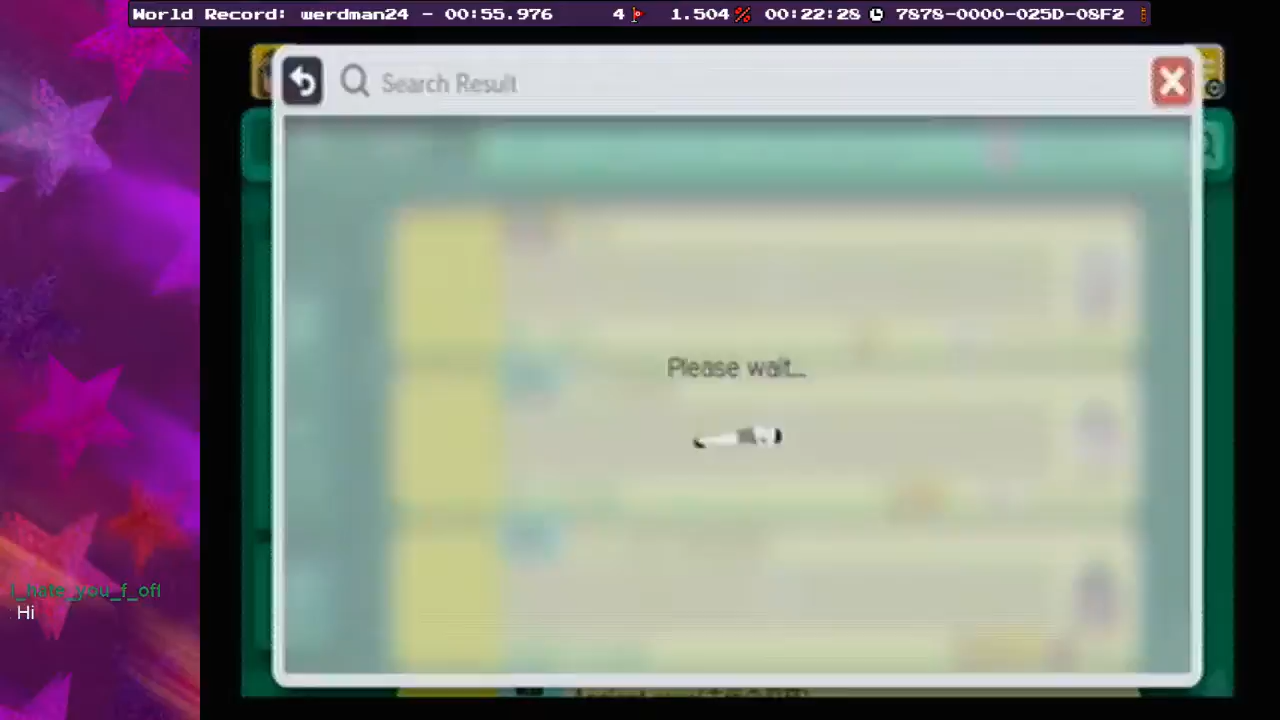 World Record: werdman24 - 00:55.976 4 1.504 00:22:28 7878-0000-025D-08F2
Search Result
Please wait...
I_hate_you_f_off
Hi